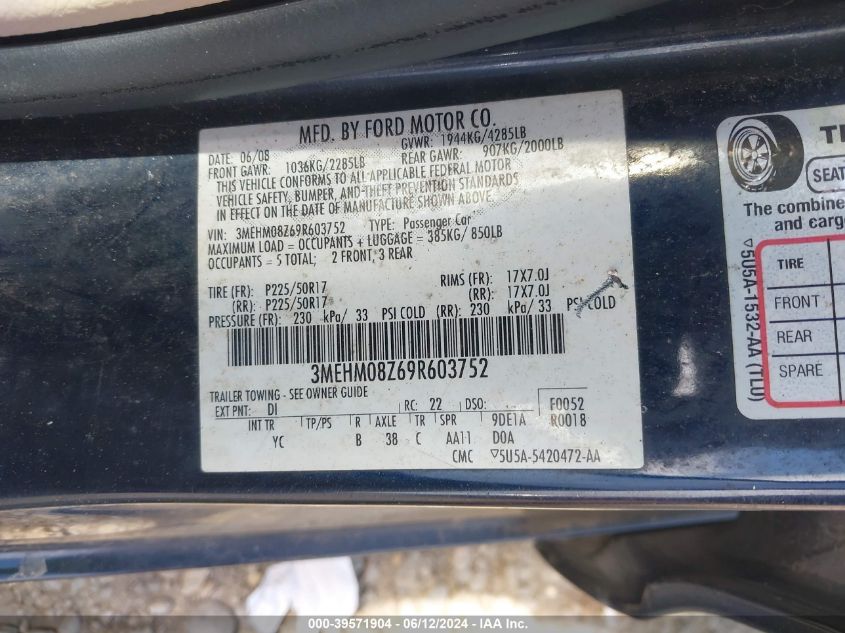 MFD. BY FORD MOTOR CO.
DATE: 06/08 GVWR: 1944KG/4285LB
FRONT GAWR: 1036KG/2285LB REAR GAWR: 907KG/2000LB
THIS VEHICLE CONFORMS TO ALL APPLICABLE FEDERAL MOTOR
VEHICLE SAFETY, BUMPER, AND THEFT PREVENTION STANDARDS
IN EFFECT ON THE DATE OF MANUFACTURE SHOWN ABOVE.
VIN: 3MEHM08Z69R603752 TYPE: Passenger Car
MAXIMUM LOAD = OCCUPANTS + LUGGAGE = 385KG/ 850LB
OCCUPANTS = 5 TOTAL; 2 FRONT, 3 REAR
TIRE (FR): P225/50R17 RIMS (FR): 17X7.0J
(RR): P225/50R17 (RR): 17X7.0J
PRESSURE (FR): 230 kPa/ 33 PSI COLD (RR): 230 kPa/ 33 PSI COLD
3MEHM08Z69R603752
TRAILER TOWING - SEE OWNER GUIDE
EXT PNT: DI RC: 22 DSO: F0052
INT TR TP/PS R AXLE TR SPR 9DE1A R0018
YC B 38 C AA11 DOA
CMC ▽5U5A-5420472-AA
TI
SEAT
The combine
and carg
TIRE
FRONT
REAR
SPARE
▽5U5A-1532-AA (TLU)
000-39571904 - 06/12/2024 - IAA Inc.